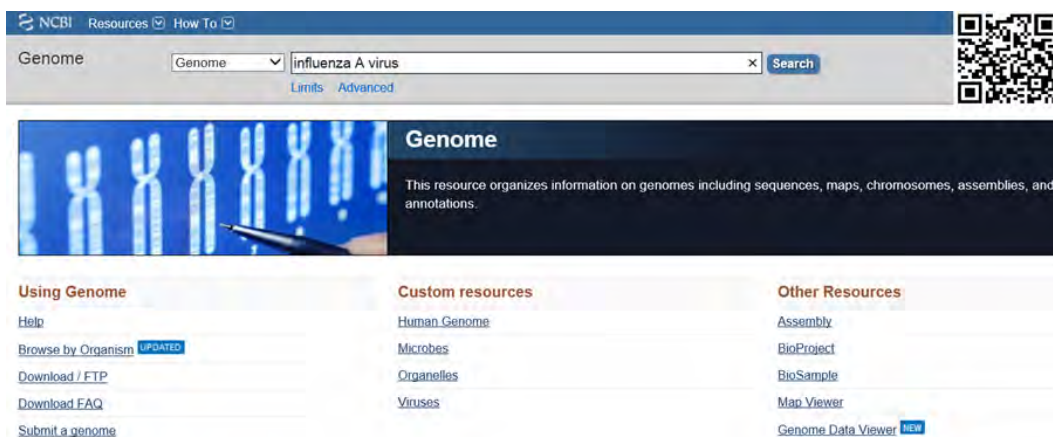 NCBI Resources How To
Genome Genome influenza A virus × Search
Limits Advanced
Genome
This resource organizes information on genomes including sequences, maps, chromosomes, assemblies, and
annotations.
Using Genome
Help
Browse by Organism UPDATED
Download / FTP
Download FAQ
Submit a genome
Custom resources
Human Genome
Microbes
Organelles
Viruses
Other Resources
Assembly
BioProject
BioSample
Map Viewer
Genome Data Viewer NEW